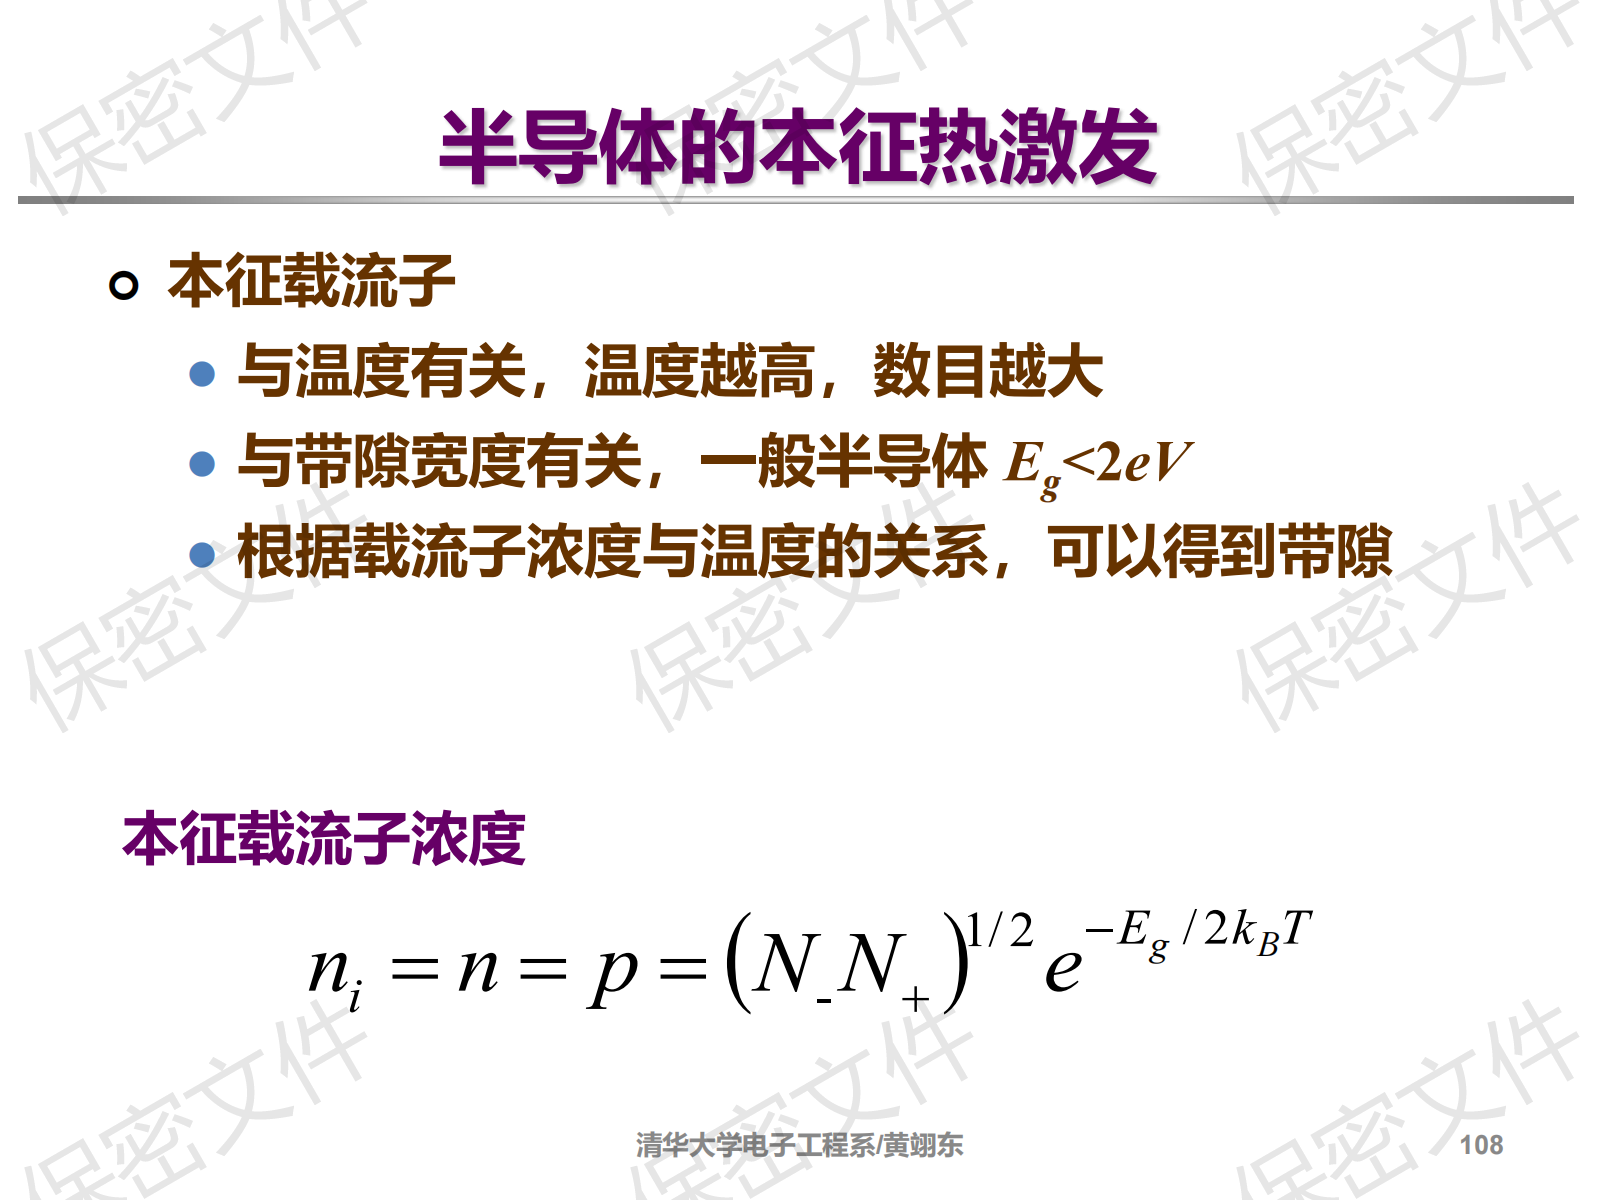 半导体的本征热激发
本征载流子
与温度有关，温度越高，数目越大
与带隙宽度有关，一般半导体 E_g<2eV
根据载流子浓度与温度的关系，可以得到带隙
本征载流子浓度
n_i = n = p = (N_- N_+)^{1/2} e^{-E_g / 2k_B T}
清华大学电子工程系/黄翊东
108
保密文件
保密文件
保密文件
保密文件
保密文件
保密文件
保密文件
保密文件
保密文件